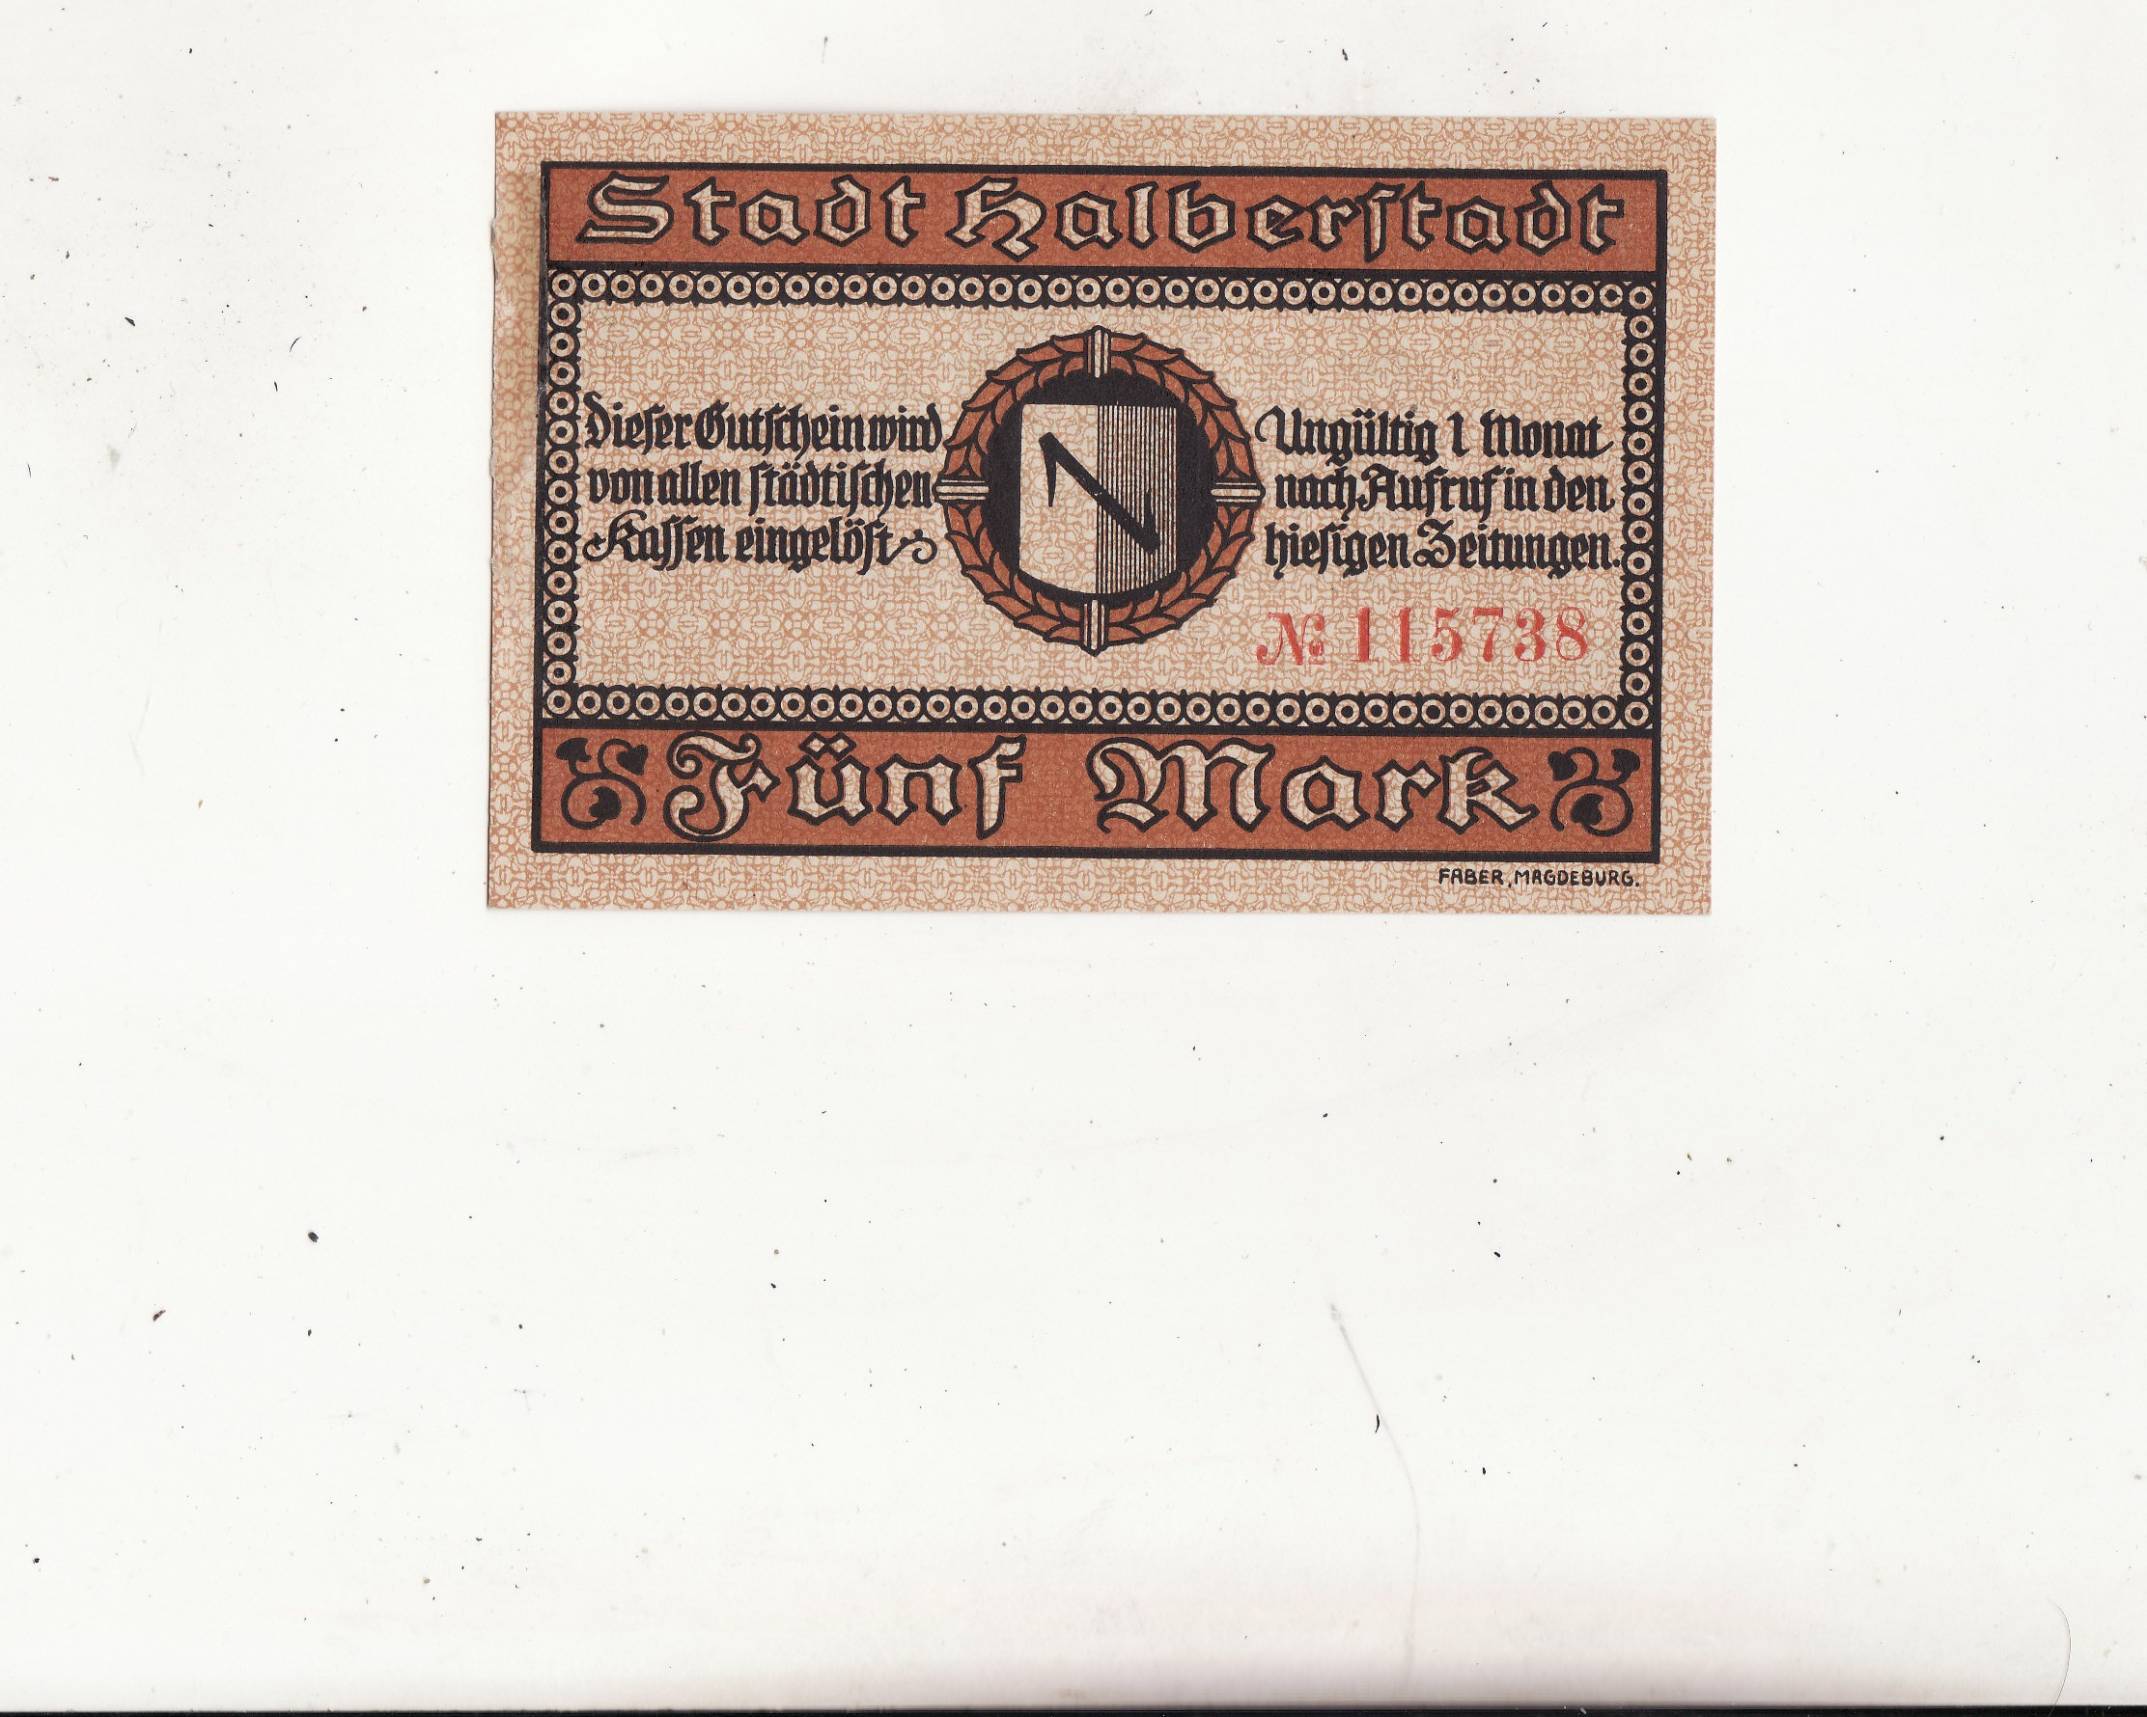 Stadt Halberſtadt
Dieſer Gutſchein wird
von allen ſtädtiſchen
Kaſſen eingelöſt
Ungültig 1 Monat
nach Aufruf in den
hieſigen Zeitungen.
№ 115738
Fünf Mark
FABER, MAGDEBURG.